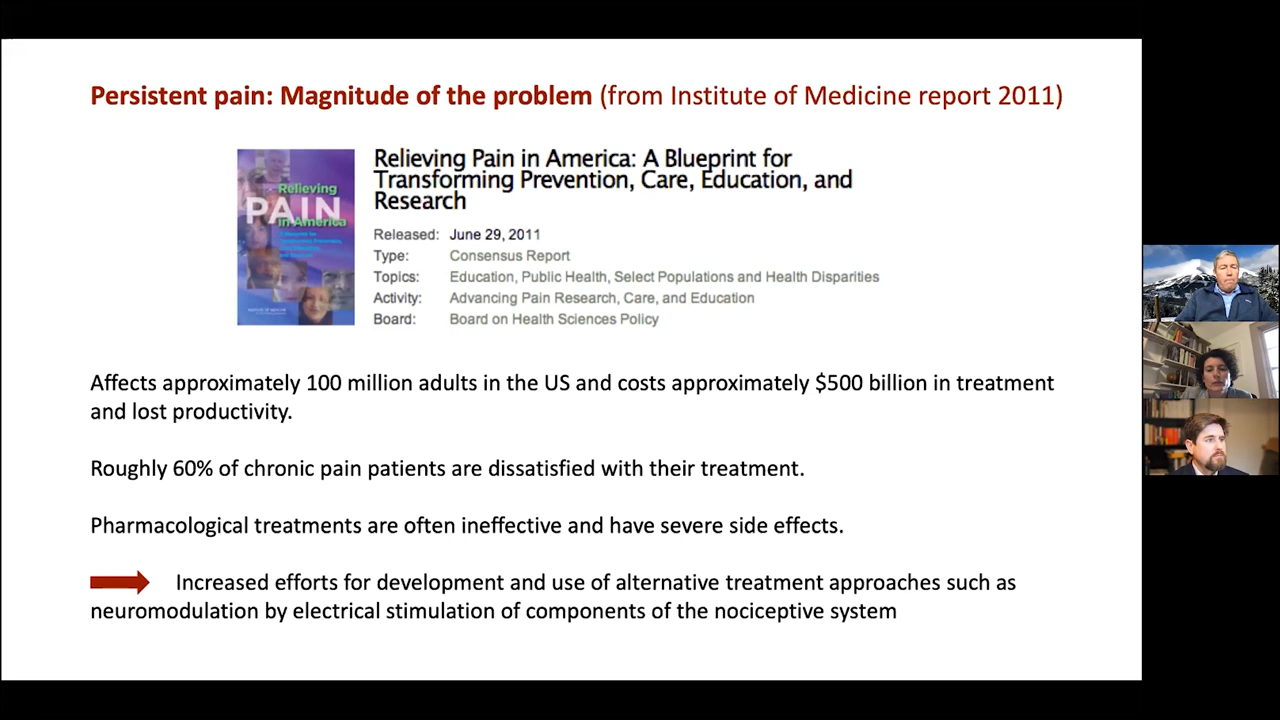 Persistent pain: Magnitude of the problem (from Institute of Medicine report 2011)
Relieving
PAIN
in America
Relieving Pain in America: A Blueprint for
Transforming Prevention, Care, Education, and
Research
Released: June 29, 2011
Type: Consensus Report
Topics: Education, Public Health, Select Populations and Health Disparities
Activity: Advancing Pain Research, Care, and Education
Board: Board on Health Sciences Policy
Affects approximately 100 million adults in the US and costs approximately $500 billion in treatment
and lost productivity.
Roughly 60% of chronic pain patients are dissatisfied with their treatment.
Pharmacological treatments are often ineffective and have severe side effects.
Increased efforts for development and use of alternative treatment approaches such as
neuromodulation by electrical stimulation of components of the nociceptive system